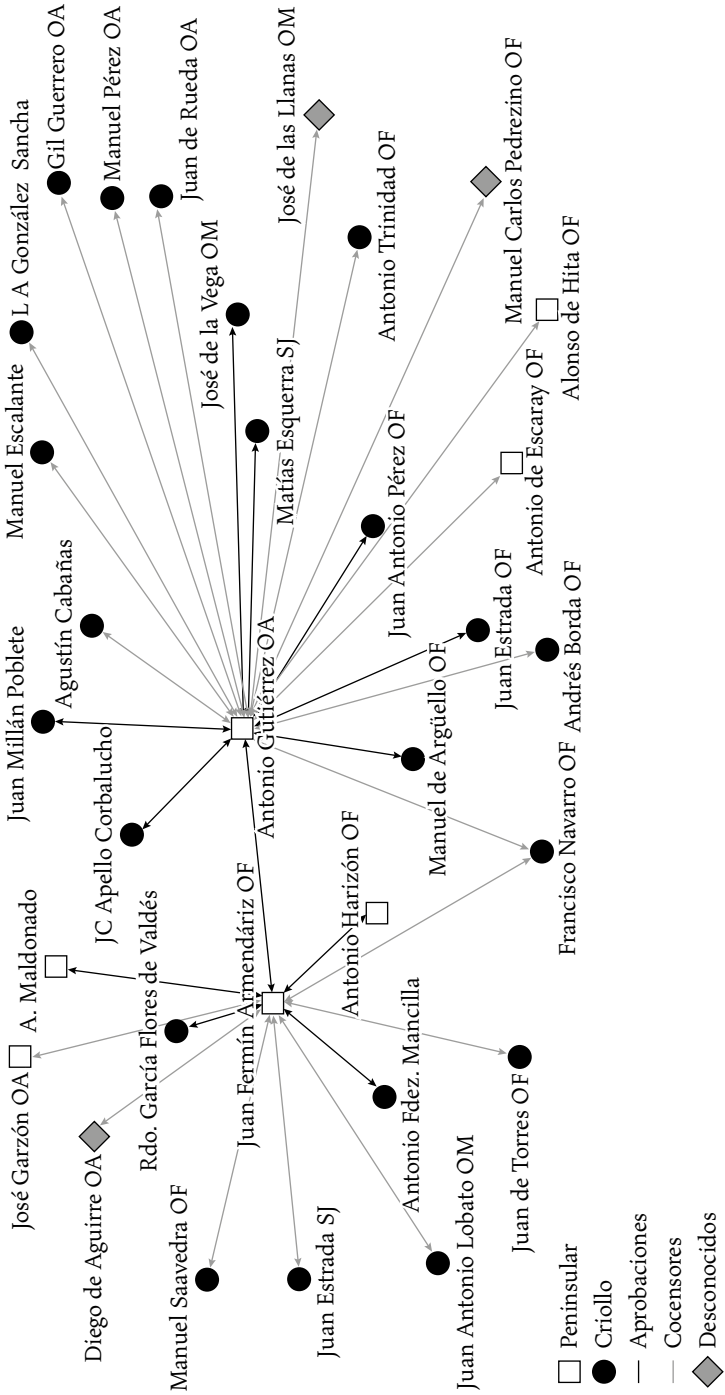 José Garzón OA
A. Maldonado
Diego de Aguirre OA
Rdo. García Flores de Valdés
Manuel Saavedra OF
Juan Fermín Armendáriz OF
Juan Estrada SJ
Antonio Harizón OF
Antonio Fdez. Mancilla
Juan Antonio Lobato OM
Juan de Torres OF
Francisco Navarro OF
JC Apello Corbalucho
Juan Millán Poblete
Agustín Cabañas
Manuel Escalante
L A González Sancha
Gil Guerrero OA
Manuel Pérez OA
Juan de Rueda OA
José de la Vega OM
José de las Llanas OM
Matías Esquerra SJ
Antonio Trinidad OF
Antonio Gutiérrez OA
Juan Antonio Pérez OF
Manuel de Argüello OF
Juan Estrada OF
Andrés Borda OF
Antonio de Escaray OF
Manuel Carlos Pedrezino OF
Alonso de Hita OF
Peninsular
Criollo
Aprobaciones
Cocensores
Desconocidos